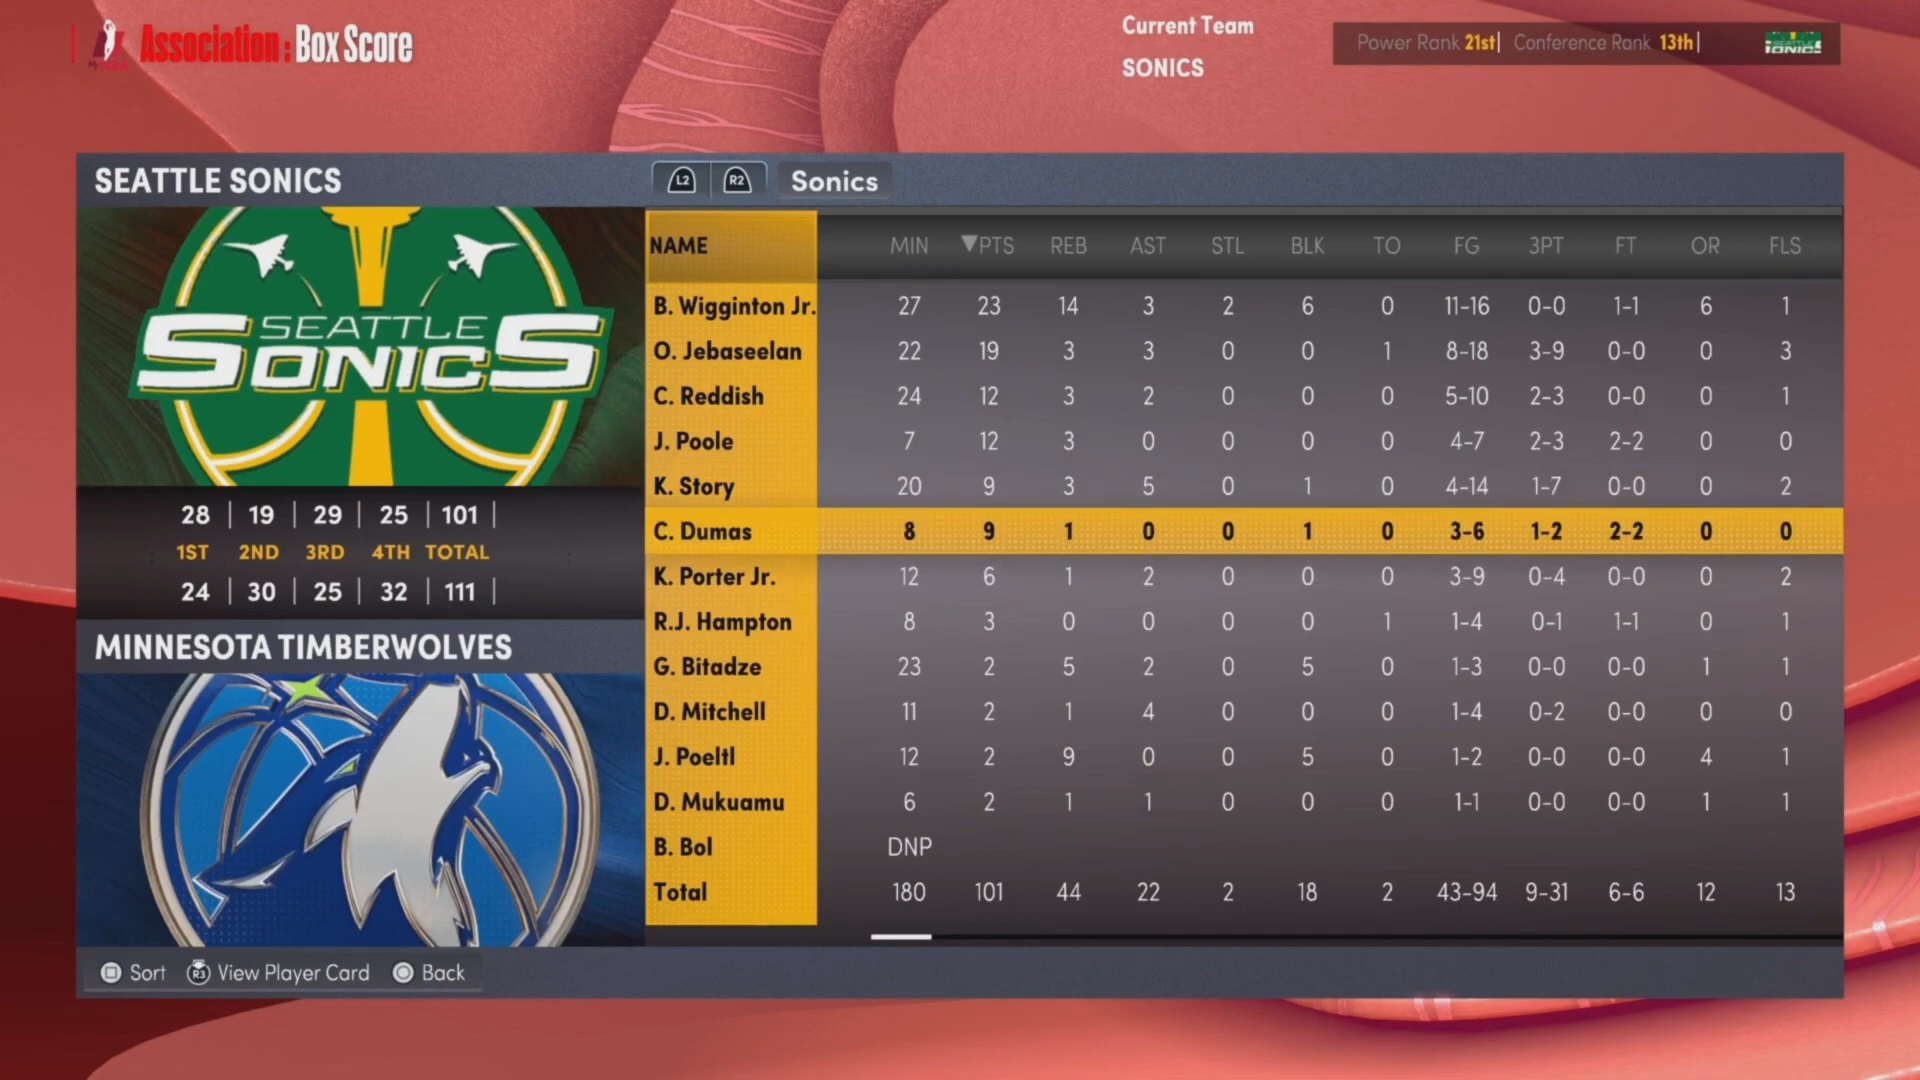 Association: Box Score
Current Team
SONICS
Power Rank 21st| Conference Rank 13th|
SEATTLE SONICS
L2 R2 Sonics
SEATTLE
SONICS
28 | 19 | 29 | 25 | 101 |
1ST 2ND 3RD 4TH TOTAL
24 | 30 | 25 | 32 | 111 |
MINNESOTA TIMBERWOLVES
NAME MIN ▼PTS REB AST STL BLK TO FG 3PT FT OR FLS
B. Wigginton Jr. 27 23 14 3 2 6 0 11-16 0-0 1-1 6 1
O. Jebaseelan 22 19 3 3 0 0 1 8-18 3-9 0-0 0 3
C. Reddish 24 12 3 2 0 0 0 5-10 2-3 0-0 0 1
J. Poole 7 12 3 0 0 0 0 4-7 2-3 2-2 0 0
K. Story 20 9 3 5 0 1 0 4-14 1-7 0-0 0 2
C. Dumas 8 9 1 0 0 1 0 3-6 1-2 2-2 0 0
K. Porter Jr. 12 6 1 2 0 0 0 3-9 0-4 0-0 0 2
R.J. Hampton 8 3 0 0 0 0 1 1-4 0-1 1-1 0 1
G. Bitadze 23 2 5 2 0 5 0 1-3 0-0 0-0 1 1
D. Mitchell 11 2 1 4 0 0 0 1-4 0-2 0-0 0 0
J. Poeltl 12 2 9 0 0 5 0 1-2 0-0 0-0 4 1
D. Mukuamu 6 2 1 1 0 0 0 1-1 0-0 0-0 1 1
B. Bol DNP
Total 180 101 44 22 2 18 2 43-94 9-31 6-6 12 13
Sort R3 View Player Card Back